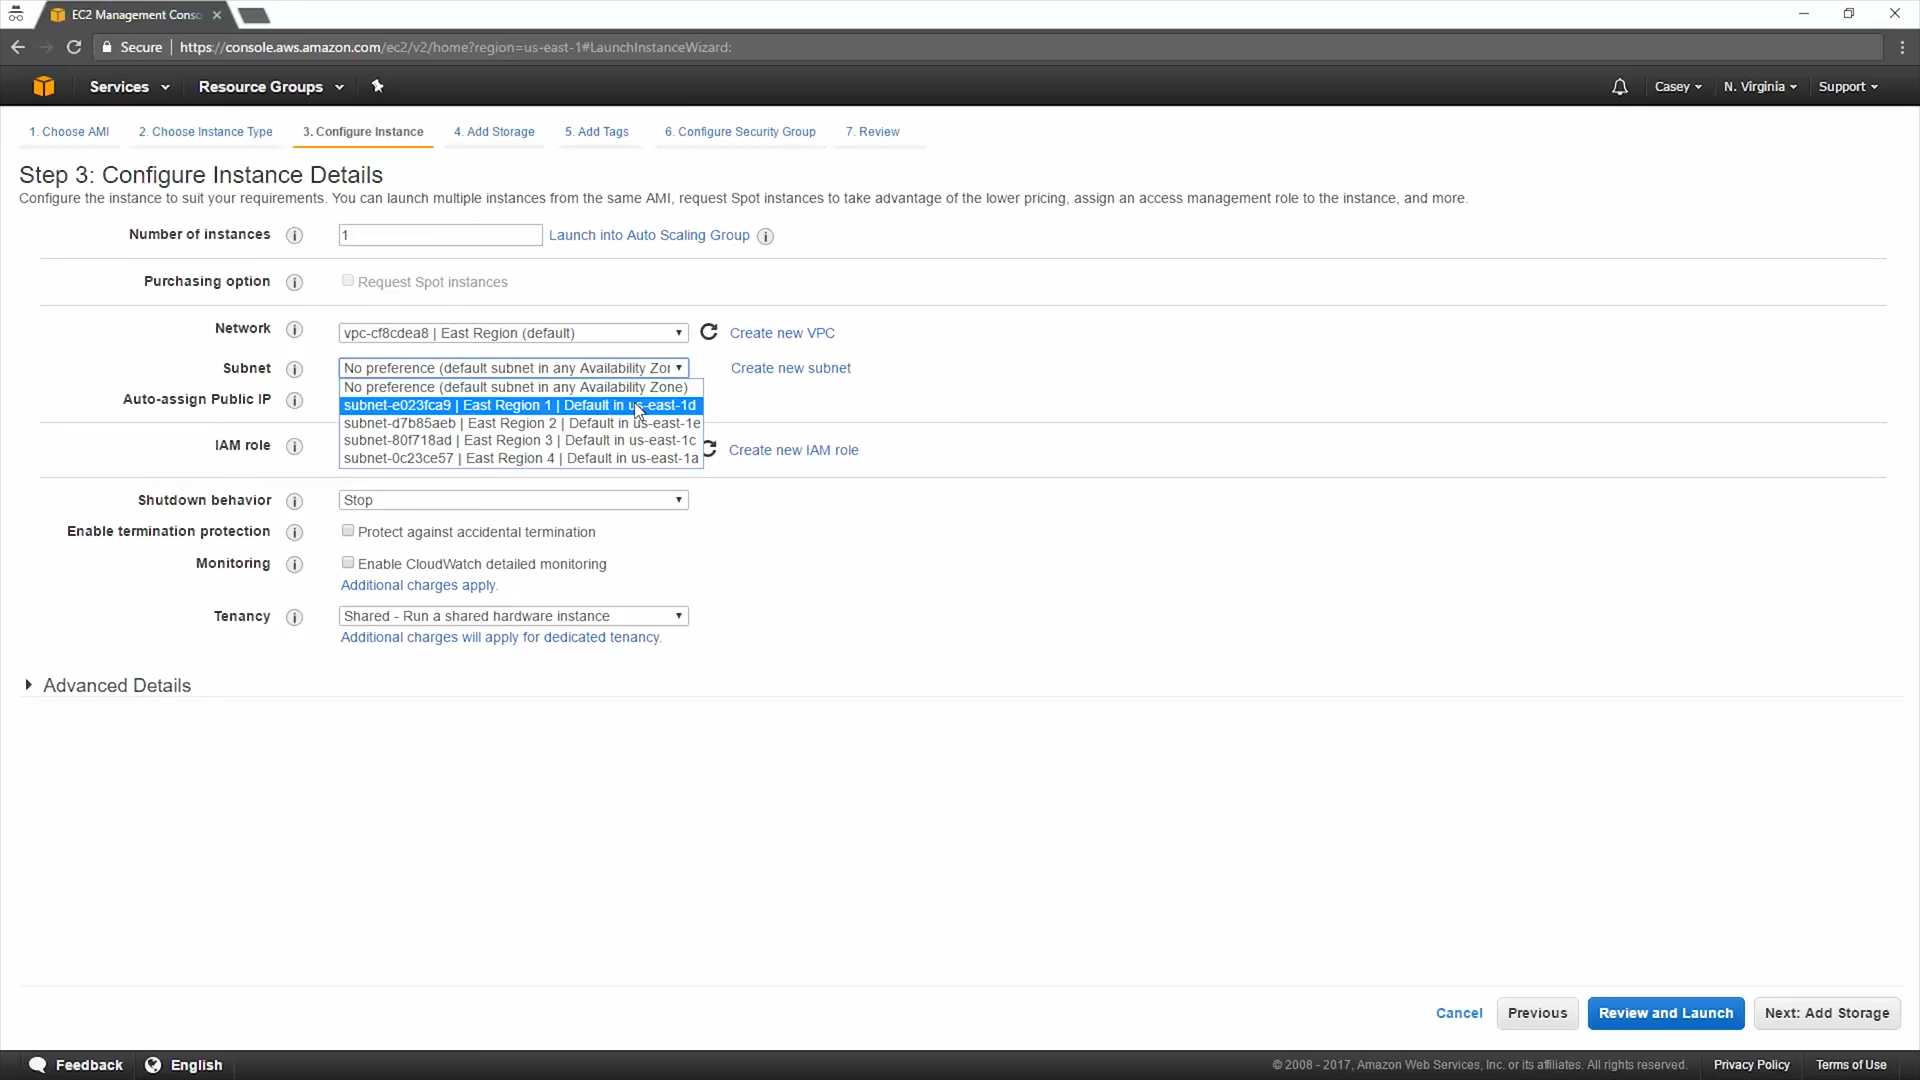 EC2 Management Conso
Secure
https://console.aws.amazon.com/ec2/v2/home?region=us-east-1#LaunchInstanceWizard:
Services
Resource Groups
Casey
N. Virginia
Support
1. Choose AMI
2. Choose Instance Type
3. Configure Instance
4. Add Storage
5. Add Tags
6. Configure Security Group
7. Review
Step 3: Configure Instance Details
Configure the instance to suit your requirements. You can launch multiple instances from the same AMI, request Spot instances to take advantage of the lower pricing, assign an access management role to the instance, and more.
Number of instances
1
Launch into Auto Scaling Group
Purchasing option
Request Spot instances
Network
vpc-cf8cdea8 | East Region (default)
Create new VPC
Subnet
No preference (default subnet in any Availability Zor
Create new subnet
No preference (default subnet in any Availability Zone)
Auto-assign Public IP
subnet-e023fca9 | East Region 1 | Default in us-east-1d
subnet-d7b85aeb | East Region 2 | Default in us-east-1e
subnet-80f718ad | East Region 3 | Default in us-east-1c
subnet-0c23ce57 | East Region 4 | Default in us-east-1a
IAM role
Create new IAM role
Shutdown behavior
Stop
Enable termination protection
Protect against accidental termination
Monitoring
Enable CloudWatch detailed monitoring
Additional charges apply.
Tenancy
Shared - Run a shared hardware instance
Additional charges will apply for dedicated tenancy.
Advanced Details
Cancel
Previous
Review and Launch
Next: Add Storage
Feedback
English
© 2008 - 2017, Amazon Web Services, Inc. or its affiliates. All rights reserved.
Privacy Policy
Terms of Use